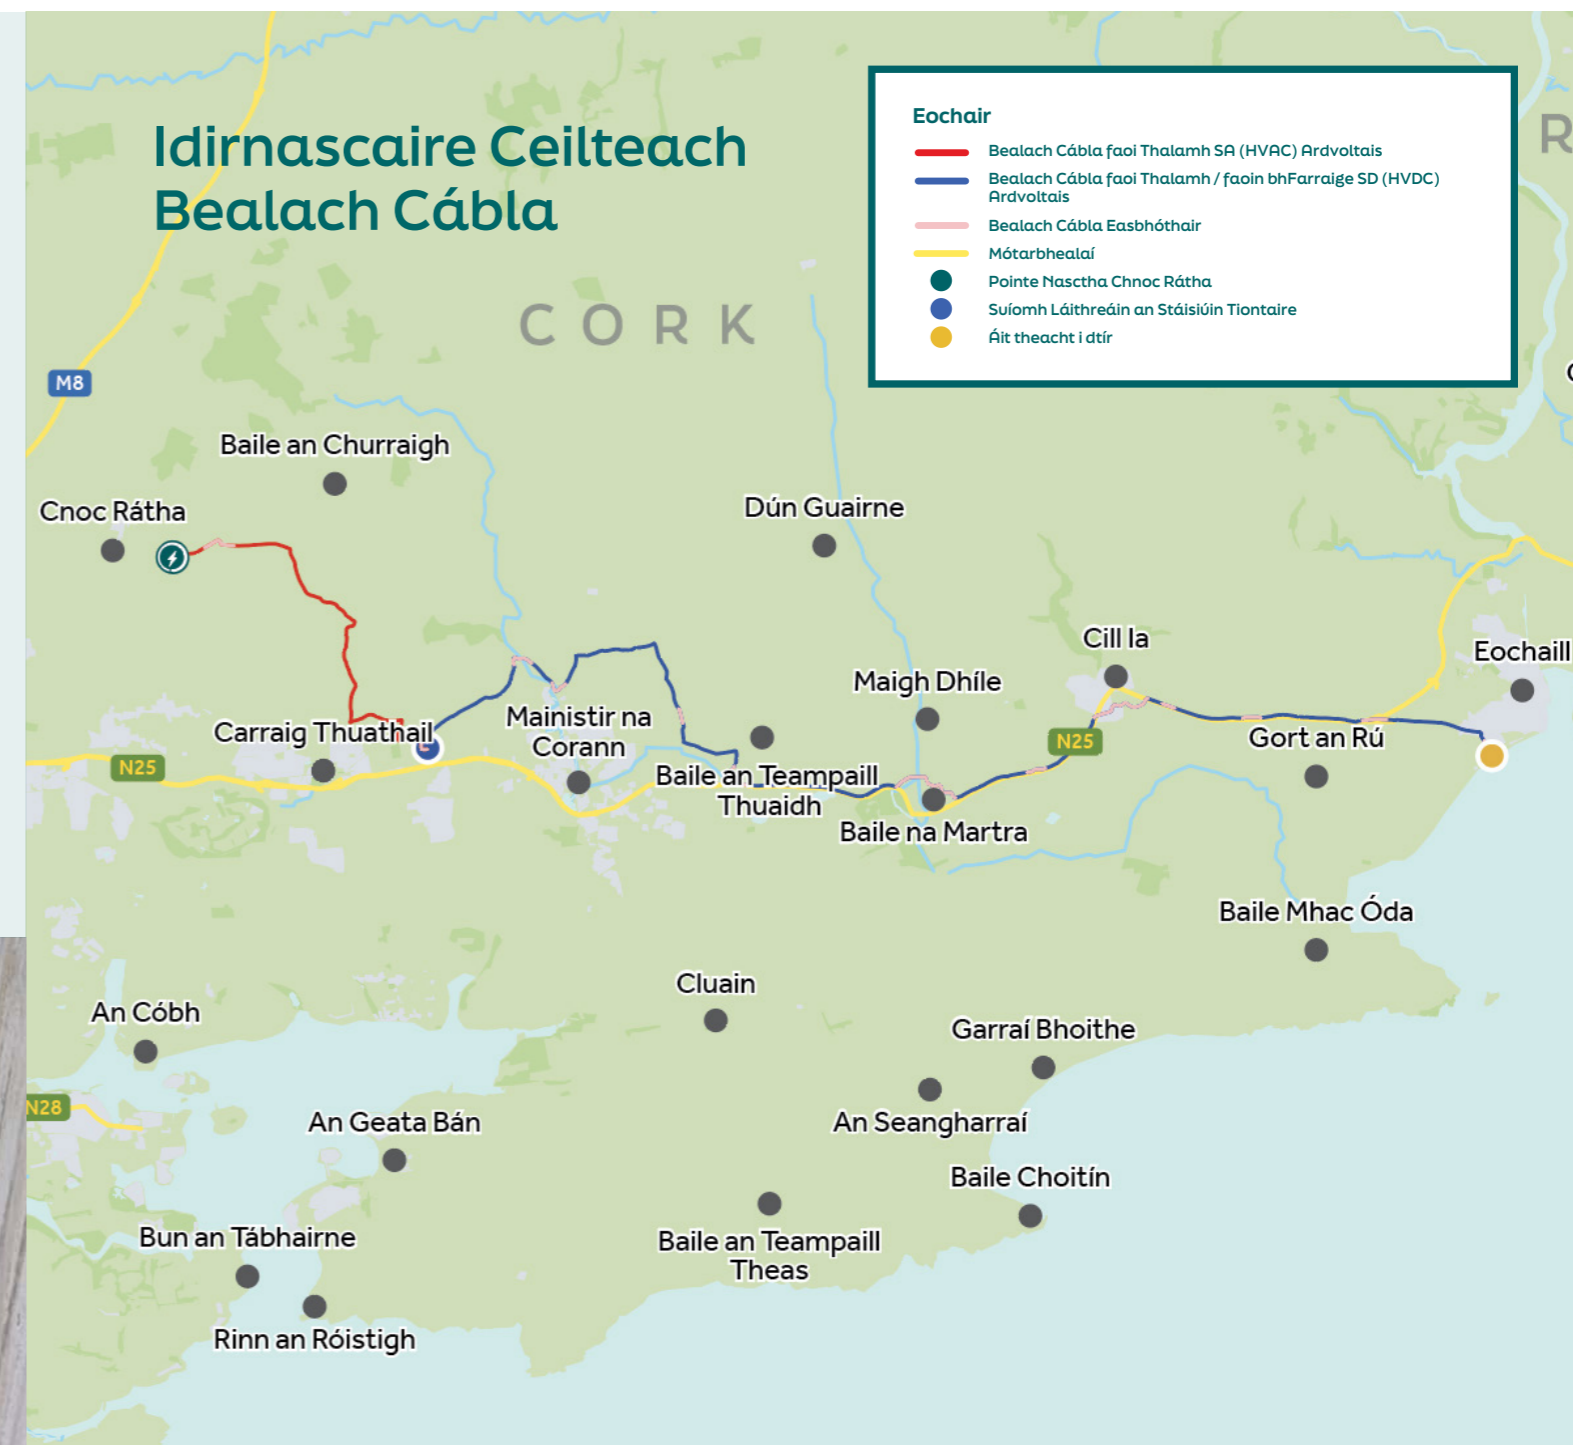 Idirnascaire Ceilteach
Bealach Cábla
Eochair
Bealach Cábla faoi Thalamh SA (HVAC) Ardvoltais
Bealach Cábla faoi Thalamh / faoin bhFarraige SD (HVDC)
Ardvoltais
Bealach Cábla Easbhóthair
Mótarbhealaí
Pointe Nasctha Chnoc Rátha
Suíomh Láithreáin an Stáisiúin Tiontaire
Áit theacht i dtír
CORK
M8
Baile an Churraigh
Cnoc Rátha
Dún Guairne
Cill Ia
Eochaill
Maigh Dhíle
Carraig Thuathail
Mainistir na
Corann
N25
N25
Gort an Rú
Baile an Teampaill
Thuaidh
Baile na Martra
Baile Mhac Óda
Cluain
An Cóbh
Garraí Bhoithe
N28
An Geata Bán
An Seangharraí
Baile Choitín
Bun an Tábhairne
Baile an Teampaill
Theas
Rinn an Róistigh